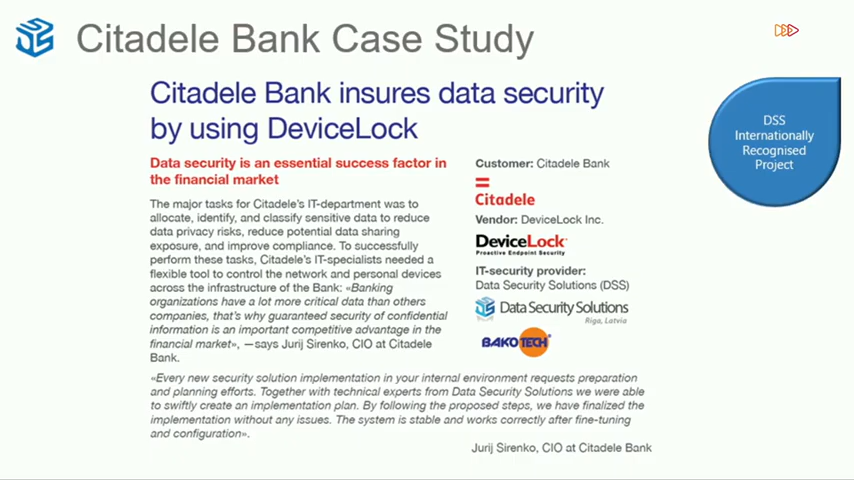 Citadele Bank Case Study
Citadele Bank insures data security
by using DeviceLock
Data security is an essential success factor in
the financial market
The major tasks for Citadele's IT-department was to
allocate, identify, and classify sensitive data to reduce
data privacy risks, reduce potential data sharing
exposure, and improve compliance. To successfully
perform these tasks, Citadele's IT-specialists needed a
flexible tool to control the network and personal devices
across the infrastructure of the Bank: «Banking
organizations have a lot more critical data than others
companies, that's why guaranteed security of confidential
information is an important competitive advantage in the
financial market», —says Jurij Sirenko, CIO at Citadele
Bank.
Customer: Citadele Bank
Citadele
Vendor: DeviceLock Inc.
DeviceLock
Proactive Endpoint Security
IT-security provider:
Data Security Solutions (DSS)
Data Security Solutions
Riga, Latvia
BAKOTECH
DSS
Internationally
Recognised
Project
«Every new security solution implementation in your internal environment requests preparation
and planning efforts. Together with technical experts from Data Security Solutions we were able
to swiftly create an implementation plan. By following the proposed steps, we have finalized the
implementation without any issues. The system is stable and works correctly after fine-tuning
and configuration».
Jurij Sirenko, CIO at Citadele Bank